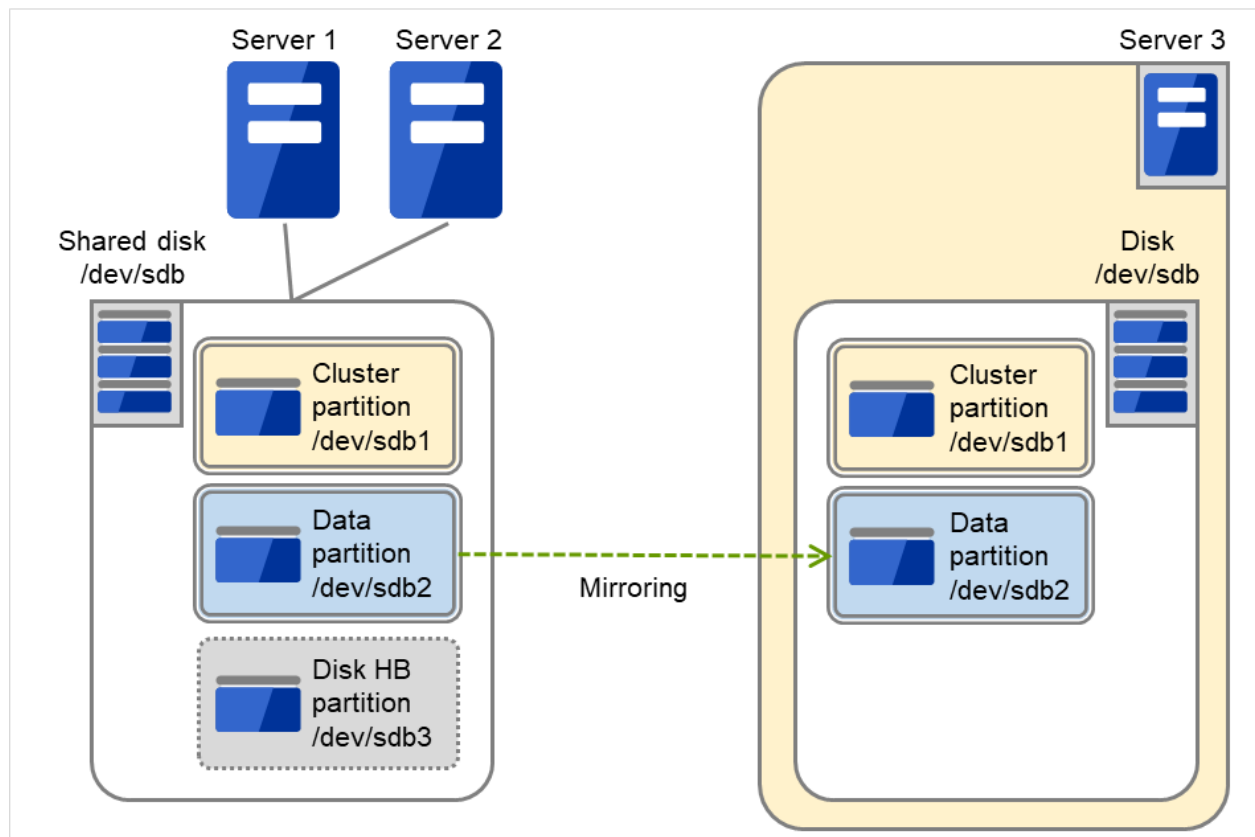 Server 1
Server 2
Server 3
Shared disk
/dev/sdb
Disk
/dev/sdb
Cluster
partition
/dev/sdb1
Data
partition
/dev/sdb2
Disk HB
partition
/dev/sdb3
Mirroring
Cluster
partition
/dev/sdb1
Data
partition
/dev/sdb2